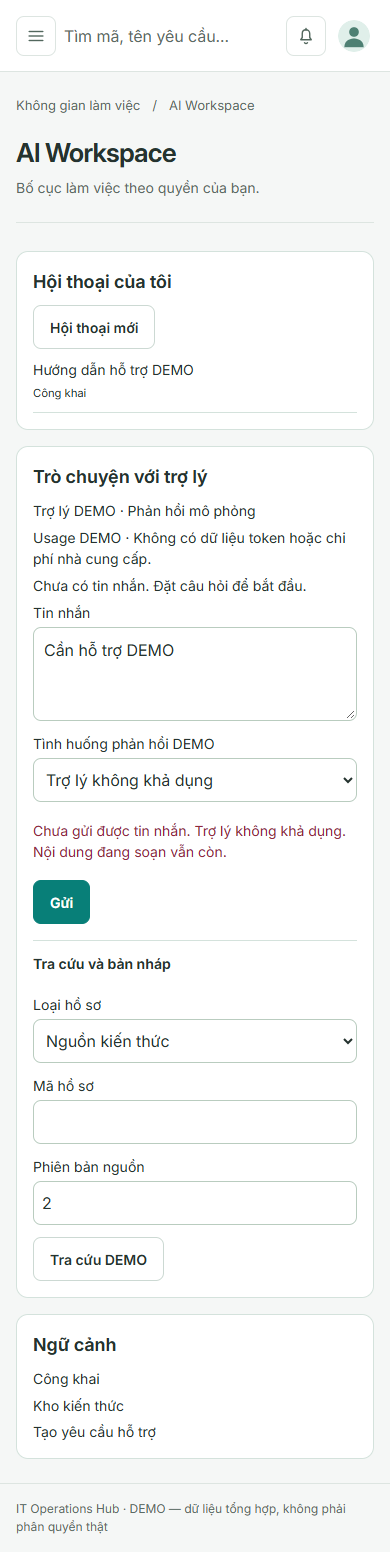 Tìm mã, tên yêu cầu...
Không gian làm việc / AI Workspace
AI Workspace
Bố cục làm việc theo quyền của bạn.
Hội thoại của tôi
Hội thoại mới
Hướng dẫn hỗ trợ DEMO
Công khai
Trò chuyện với trợ lý
Trợ lý DEMO · Phản hồi mô phỏng
Usage DEMO · Không có dữ liệu token hoặc chi
phí nhà cung cấp.
Chưa có tin nhắn. Đặt câu hỏi để bắt đầu.
Tin nhắn
Cần hỗ trợ DEMO
Tình huống phản hồi DEMO
Trợ lý không khả dụng
Chưa gửi được tin nhắn. Trợ lý không khả dụng.
Nội dung đang soạn vẫn còn.
Gửi
Tra cứu và bản nháp
Loại hồ sơ
Nguồn kiến thức
Mã hồ sơ
Phiên bản nguồn
2
Tra cứu DEMO
Ngữ cảnh
Công khai
Kho kiến thức
Tạo yêu cầu hỗ trợ
IT Operations Hub · DEMO — dữ liệu tổng hợp, không phải
phân quyền thật